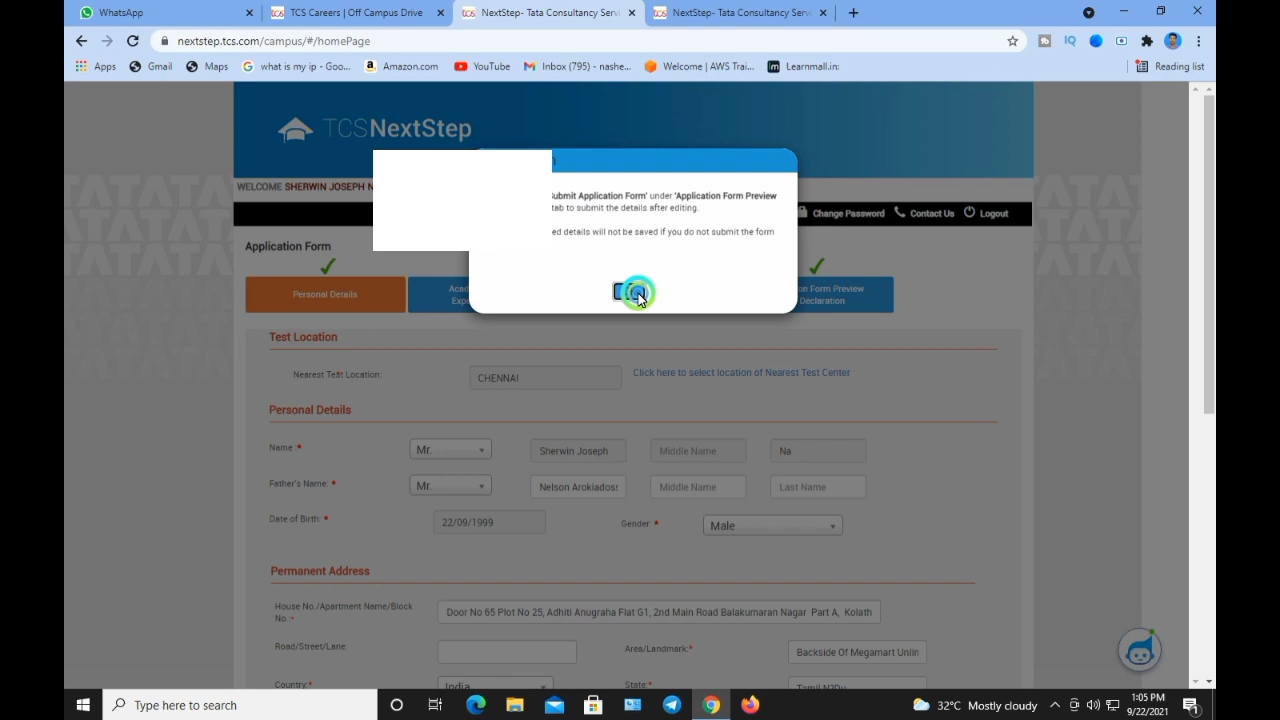 WhatsApp
TCS Careers | Off Campus Drive
NextStep- Tata Consultancy Servi
NextStep- Tata Consultancy Servi
nextstep.tcs.com/campus/#/homePage
Apps
Gmail
Maps
what is my ip - Goo...
Amazon.com
YouTube
Inbox (795) - nashe...
Welcome | AWS Trai...
Learnmall.in:
Reading list
TCS NextStep
WELCOME SHERWIN JOSEPH N
Submit Application Form' under 'Application Form Preview
tab to submit the details after editing.
ed details will not be saved if you do not submit the form
Change Password
Contact Us
Logout
Application Form
Personal Details
Acad
Expe
on Form Preview
Declaration
Test Location
Nearest Test Location:
CHENNAI
Click here to select location of Nearest Test Center
Personal Details
Name :*
Mr.
Sherwin Joseph
Middle Name
Na
Father's Name: *
Mr.
Nelson Arokiadoss
Middle Name
Last Name
Date of Birth: *
22/09/1999
Gender: *
Male
Permanent Address
House No./Apartment Name/Block
No.:*
Door No 65 Plot No 25, Adhiti Anugraha Flat G1, 2nd Main Road Balakumaran Nagar Part A, Kolath
Road/Street/Lane:
Area/Landmark:*
Backside Of Megamart Unlin
Country:*
India
State:*
Type here to search
32°C Mostly cloudy
1:05 PM
9/22/2021